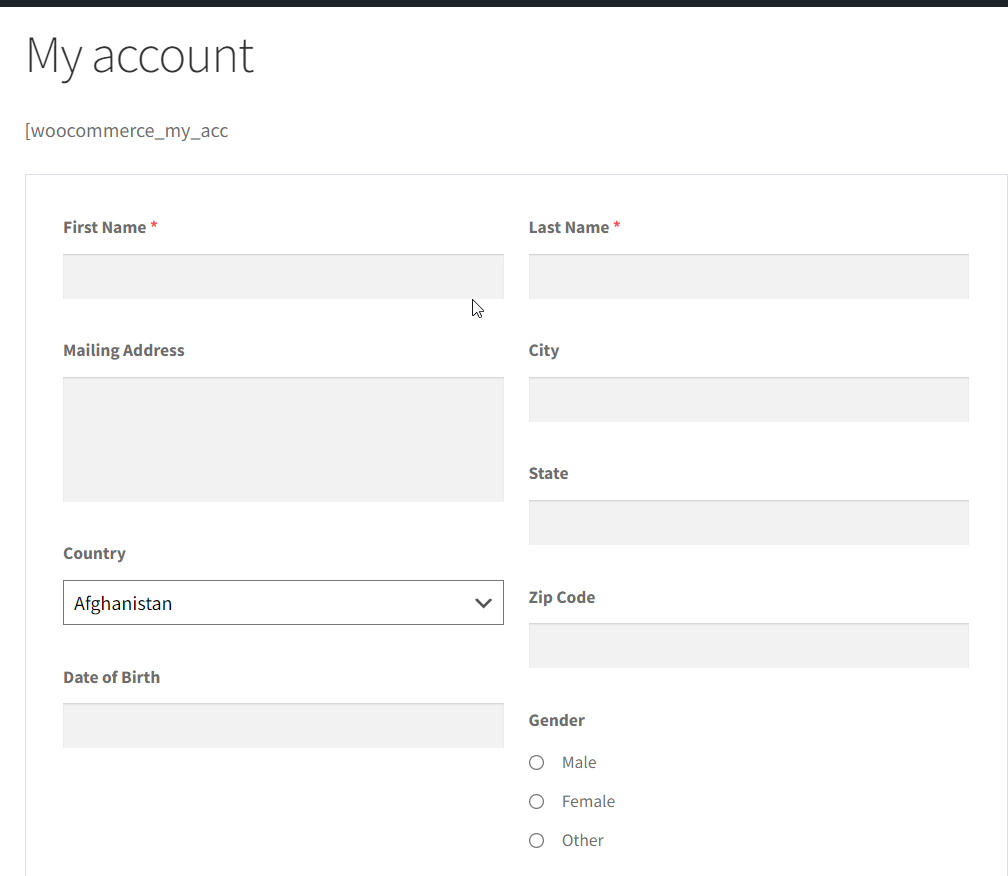 My account
[woocommerce_my_acc
First Name *
Last Name *
Mailing Address
City
State
Country
Afghanistan
Zip Code
Date of Birth
Gender
Male
Female
Other